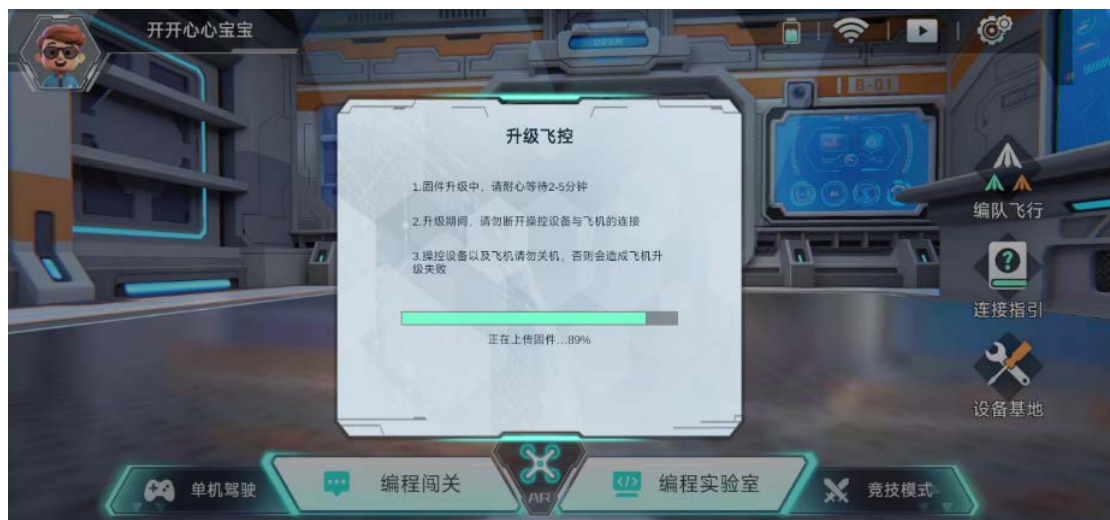 开开心心宝宝
B-01
升级飞控
1.固件升级中，请耐心等待2-5分钟
2.升级期间，请勿断开操控设备与飞机的连接
3.操控设备以及飞机请勿关机，否则会造成飞机升
级失败
正在上传固件...89%
编队飞行
连接指引
设备基地
单机驾驶
编程闯关
AR
编程实验室
竞技模式